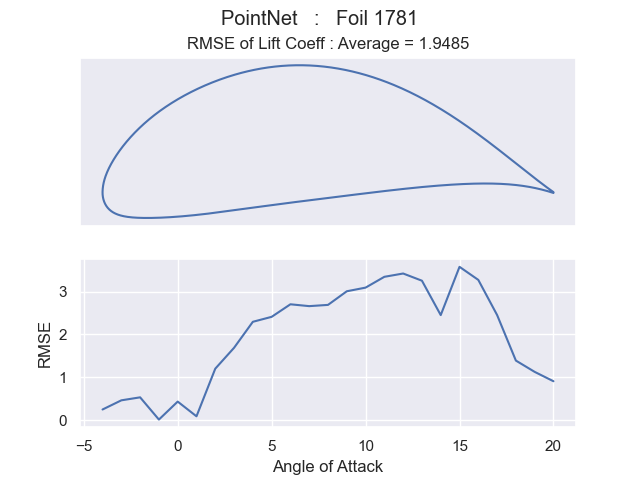 PointNet : Foil 1781
RMSE of Lift Coeff : Average = 1.9485
3
2
1
0
RMSE
−5 0 5 10 15 20
Angle of Attack